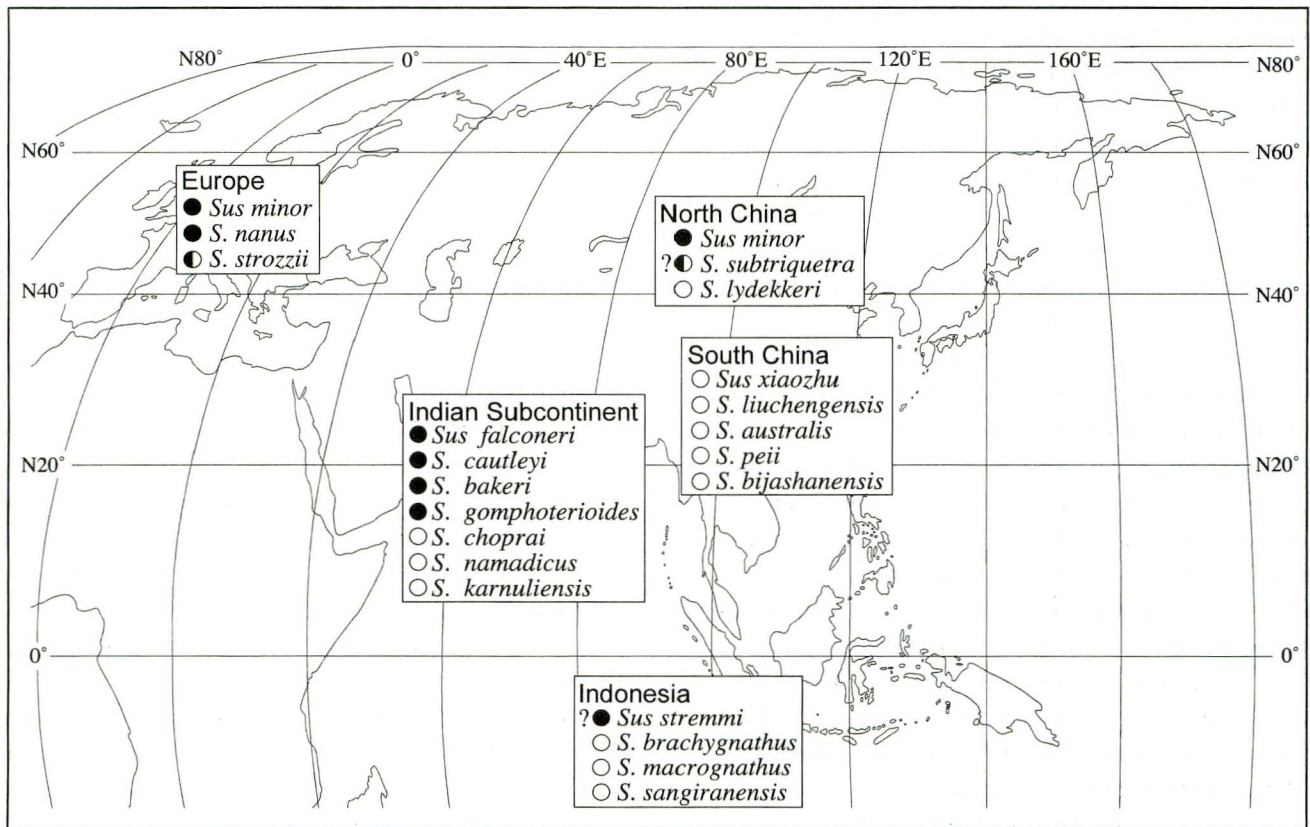 N80° 0° 40°E 80°E 120°E 160°E N80°
N60° N60°
Europe
● Sus minor
● S. nanus
◐ S. strozzii
North China
● Sus minor
?◐ S. subtriquetra
○ S. lydekkeri
N40° N40°
South China
○ Sus xiaozhu
○ S. liuchengensis
○ S. australis
○ S. peii
○ S. bijashanensis
Indian Subcontinent
● Sus falconeri
● S. cautleyi
● S. bakeri
● S. gomphoterioides
○ S. choprai
○ S. namadicus
○ S. karnuliensis
N20° N20°
0° 0°
Indonesia
?● Sus stremmi
○ S. brachygnathus
○ S. macrognathus
○ S. sangiranensis